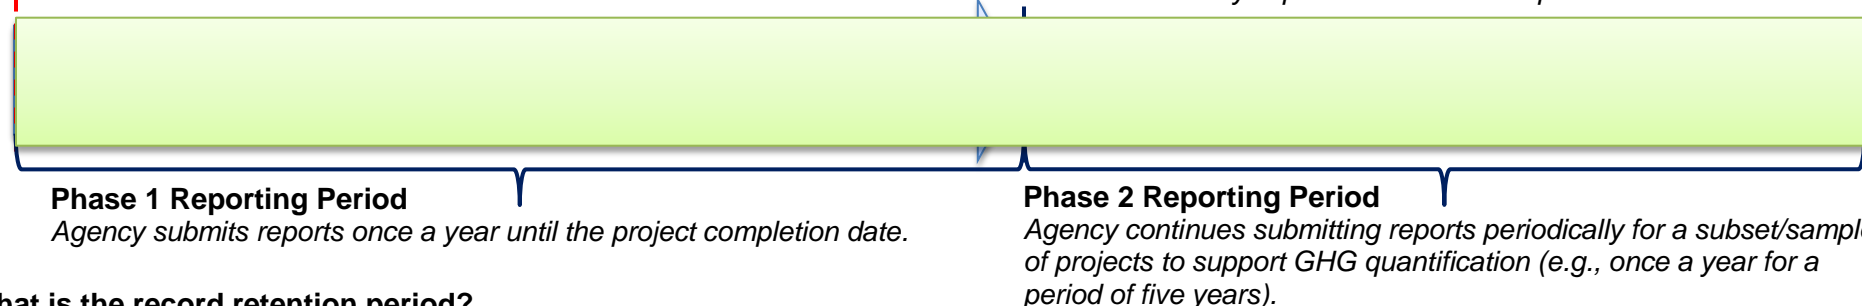 Phase 1 Reporting Period
Agency submits reports once a year until the project completion date.
Phase 2 Reporting Period
Agency continues submitting reports periodically for a subset/sample
of projects to support GHG quantification (e.g., once a year for a
period of five years).
is the record retention period?